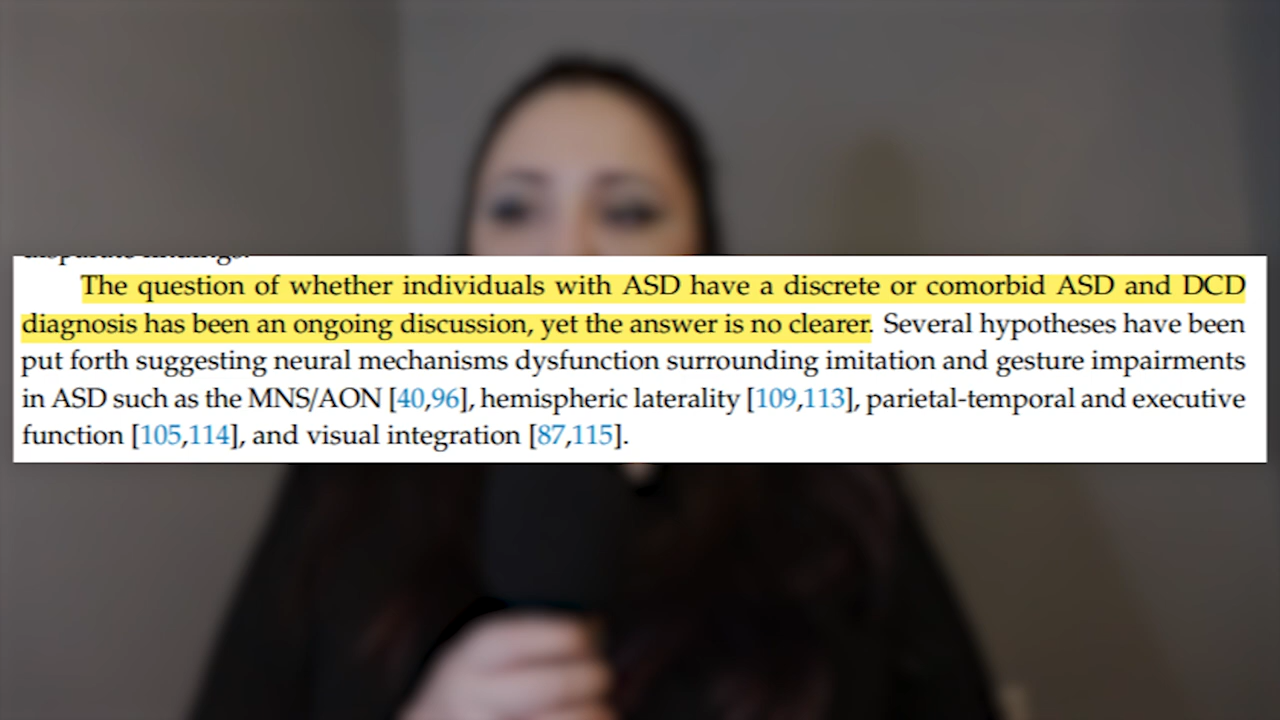 disparate findings.
The question of whether individuals with ASD have a discrete or comorbid ASD and DCD
diagnosis has been an ongoing discussion, yet the answer is no clearer. Several hypotheses have been
put forth suggesting neural mechanisms dysfunction surrounding imitation and gesture impairments
in ASD such as the MNS/AON [40,96], hemispheric laterality [109,113], parietal-temporal and executive
function [105,114], and visual integration [87,115].